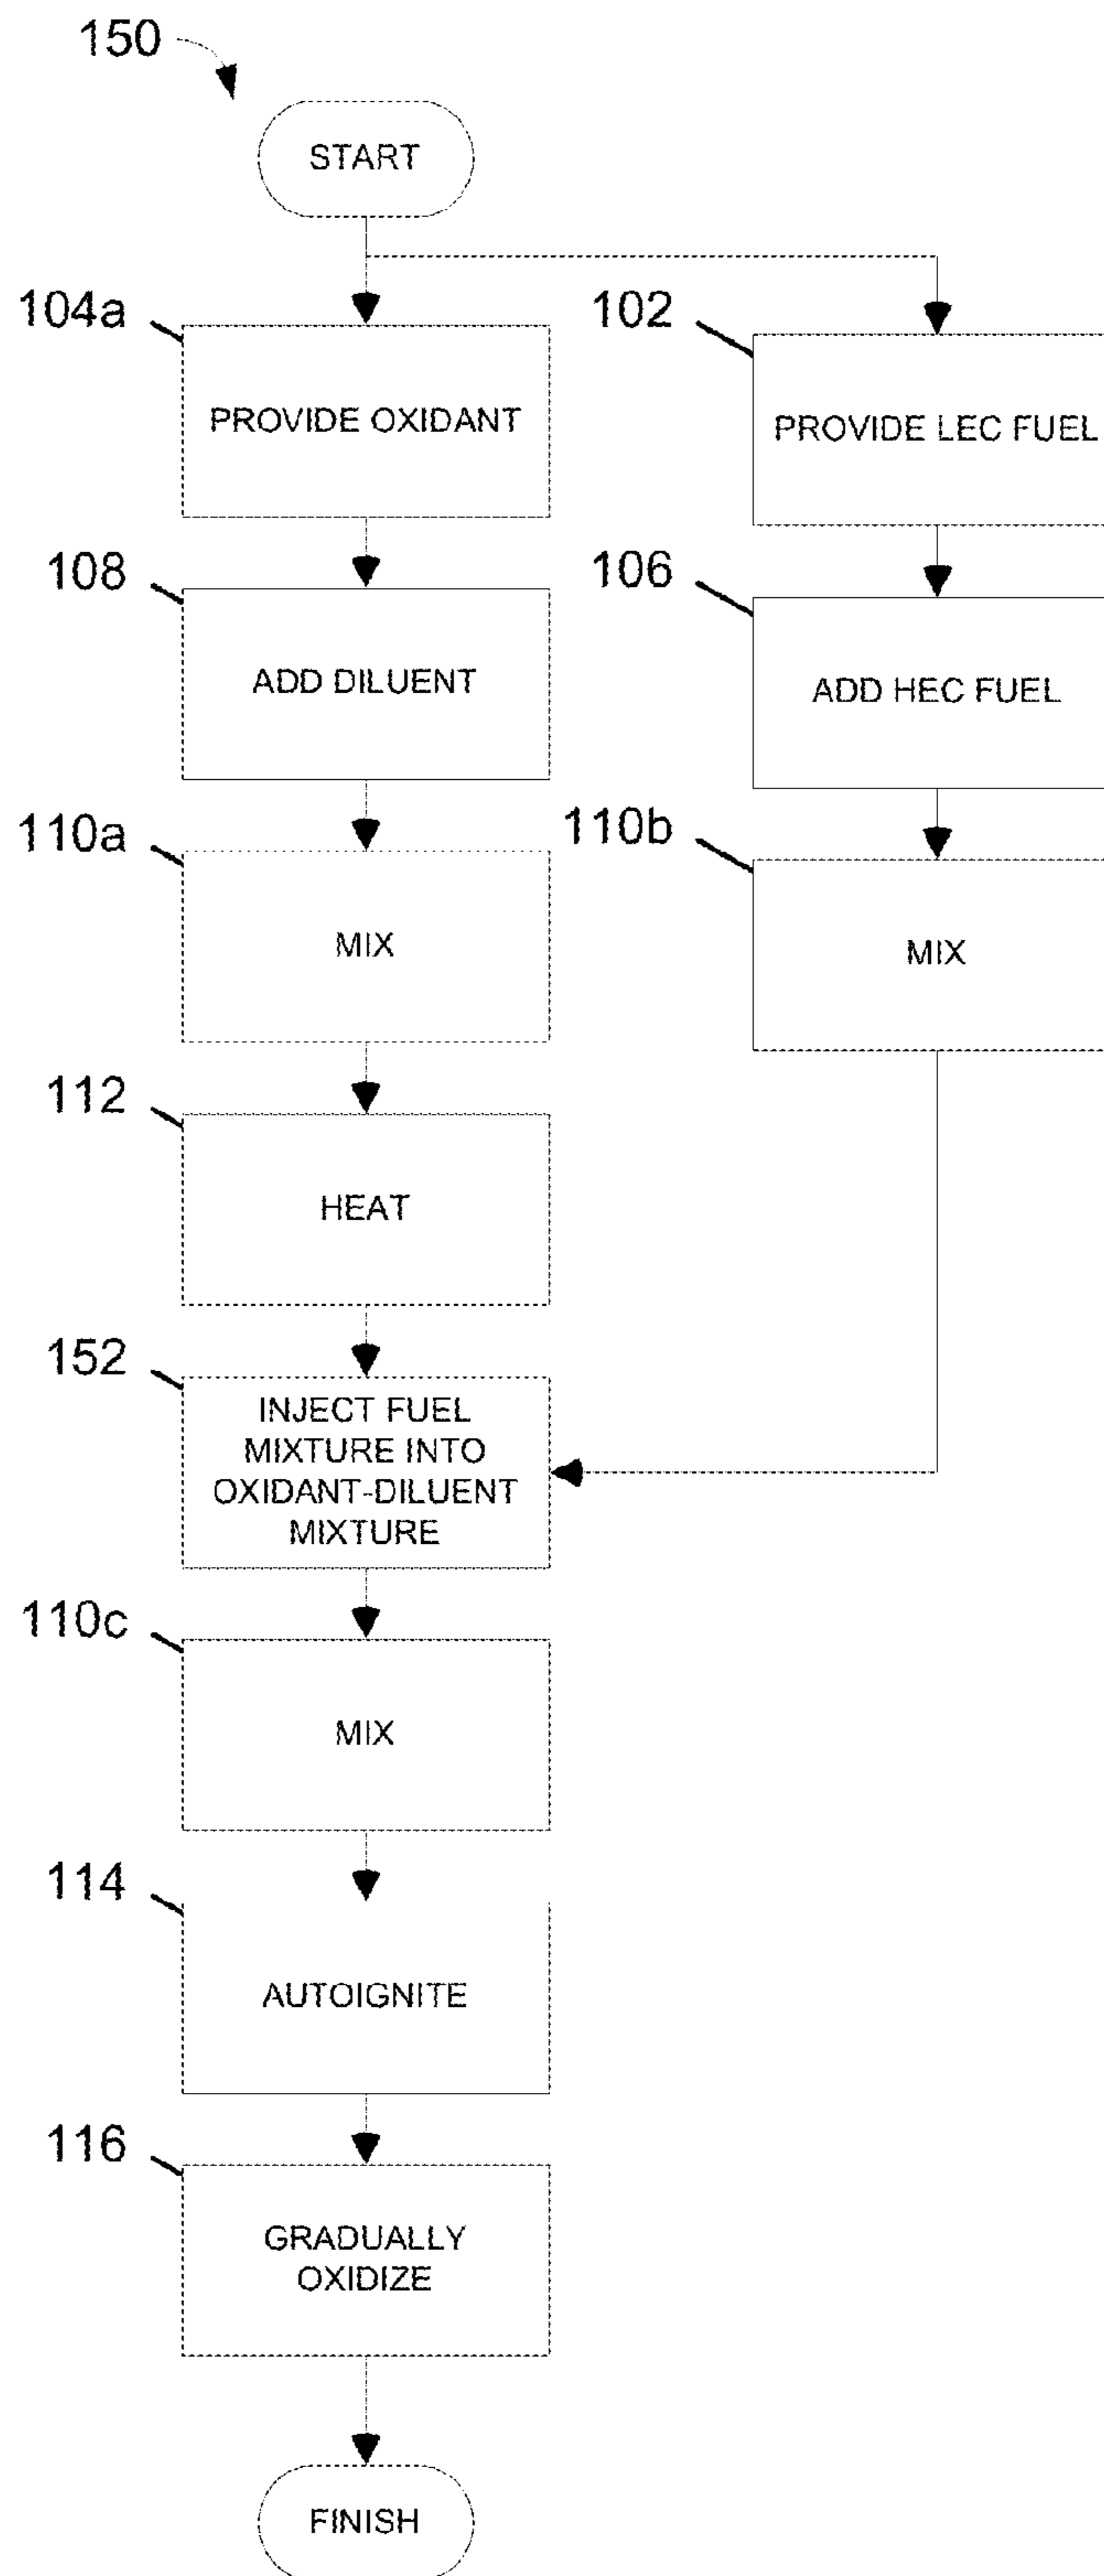 150
START
104a
PROVIDE OXIDANT
102
PROVIDE LEC FUEL
108
ADD DILUENT
106
ADD HEC FUEL
110a
MIX
110b
MIX
112
HEAT
152
INJECT FUEL
MIXTURE INTO
OXIDANT-DILUENT
MIXTURE
110c
MIX
114
AUTOIGNITE
116
GRADUALLY
OXIDIZE
FINISH